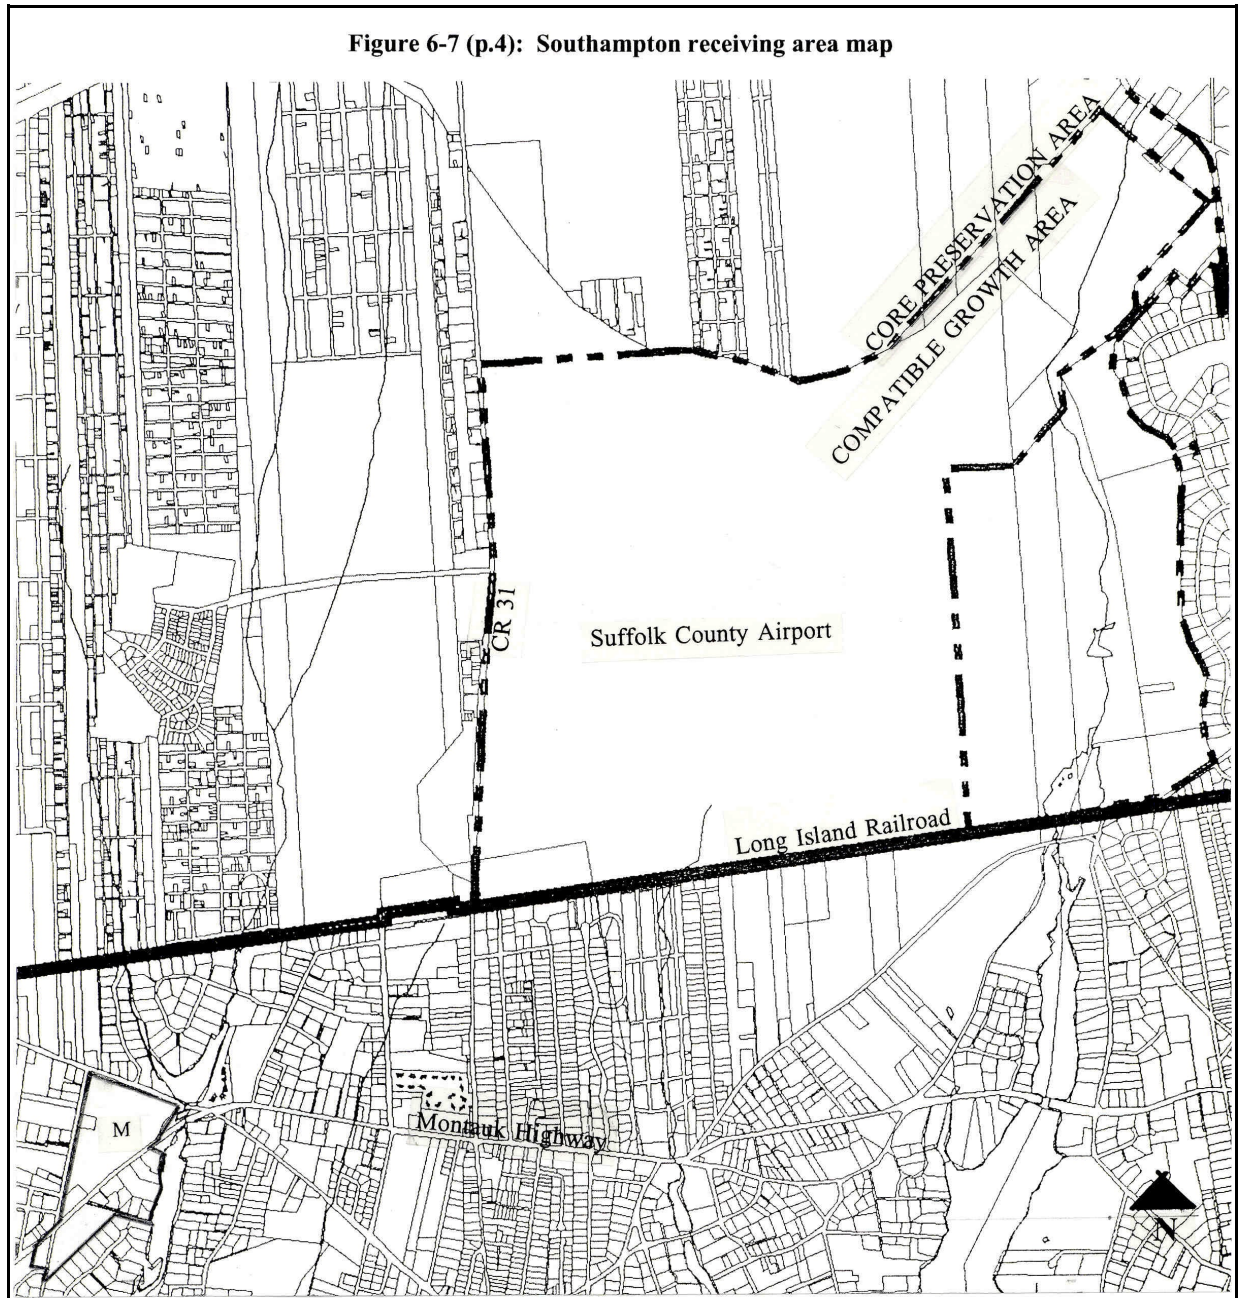 Figure 6-7 (p.4):  Southampton receiving area map
CORE PRESERVATION AREA
COMPATIBLE GROWTH AREA
CR 31
Suffolk County Airport
Long Island Railroad
M
Montauk Highway